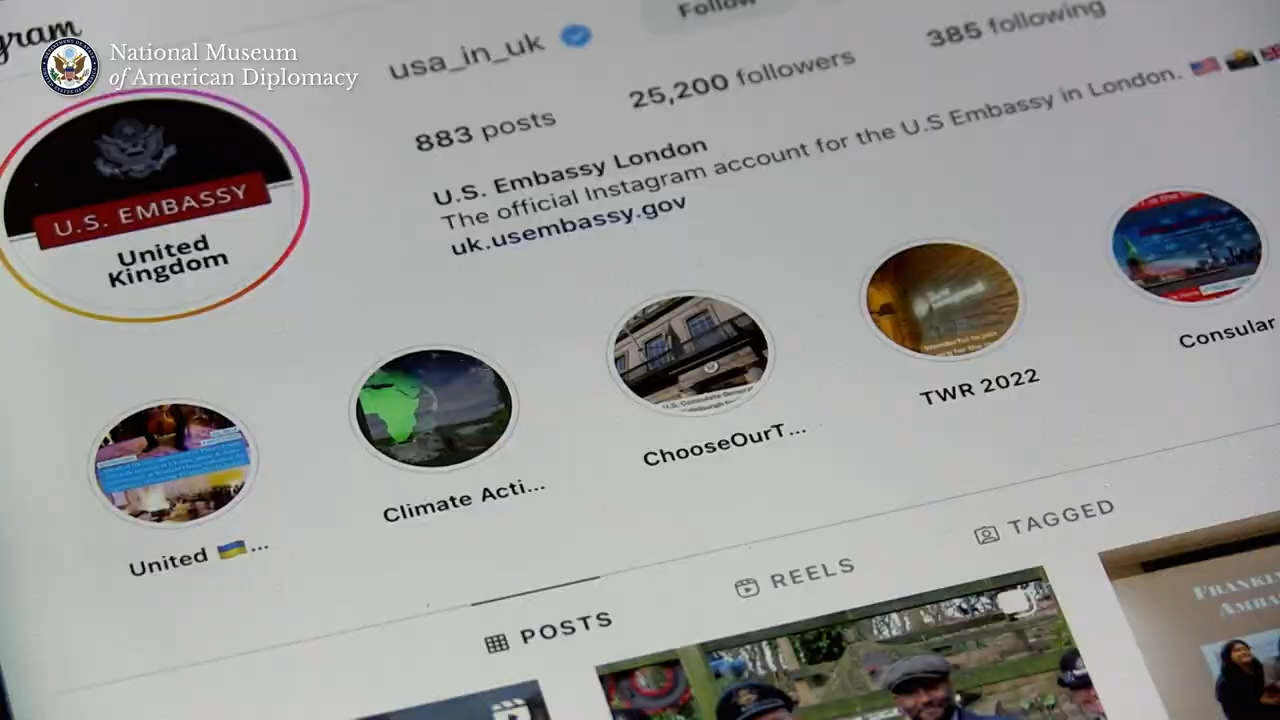 gram
National Museum
of American Diplomacy
usa_in_uk
Follow
883 posts
25,200 followers
385 following
U.S. Embassy London
The official Instagram account for the U.S Embassy in London. 🇺🇸 🇬🇧
uk.usembassy.gov
U.S. EMBASSY
United
Kingdom
United 🇺🇦...
Climate Acti...
ChooseOurT...
TWR 2022
Consular
POSTS
REELS
TAGGED